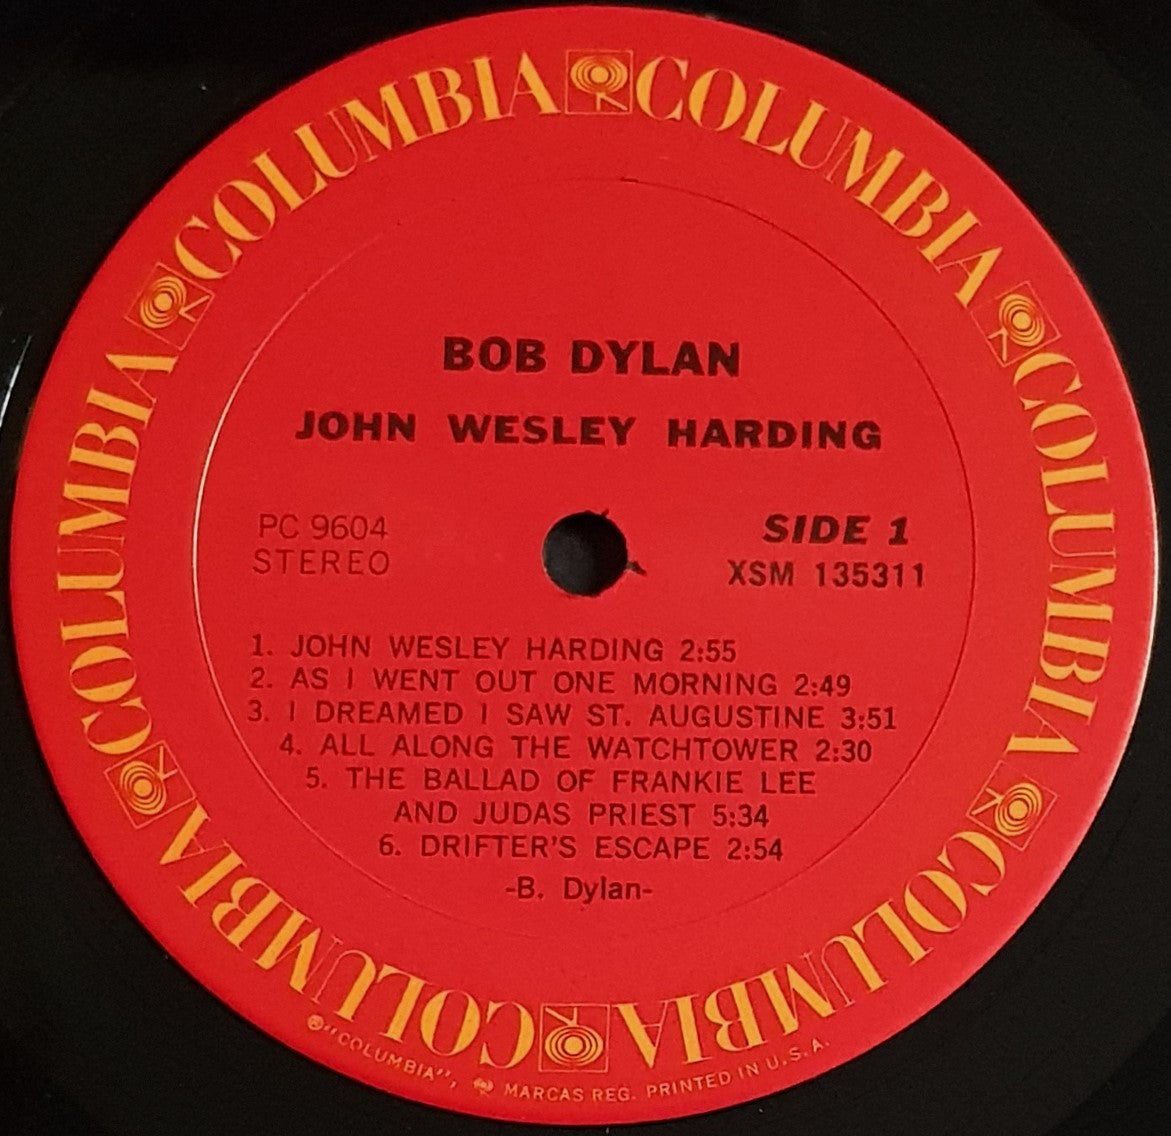 COLUMBIA COLUMBIA COLUMBIA COLUMBIA COLUMBIA COLUMBIA
BOB DYLAN
JOHN WESLEY HARDING
PC 9604
STEREO
SIDE 1
XSM 135311
1. JOHN WESLEY HARDING 2:55
2. AS I WENT OUT ONE MORNING 2:49
3. I DREAMED I SAW ST. AUGUSTINE 3:51
4. ALL ALONG THE WATCHTOWER 2:30
5. THE BALLAD OF FRANKIE LEE
AND JUDAS PRIEST 5:34
6. DRIFTER'S ESCAPE 2:54
-B. Dylan-
®"COLUMBIA", MARCAS REG. PRINTED IN U.S.A.